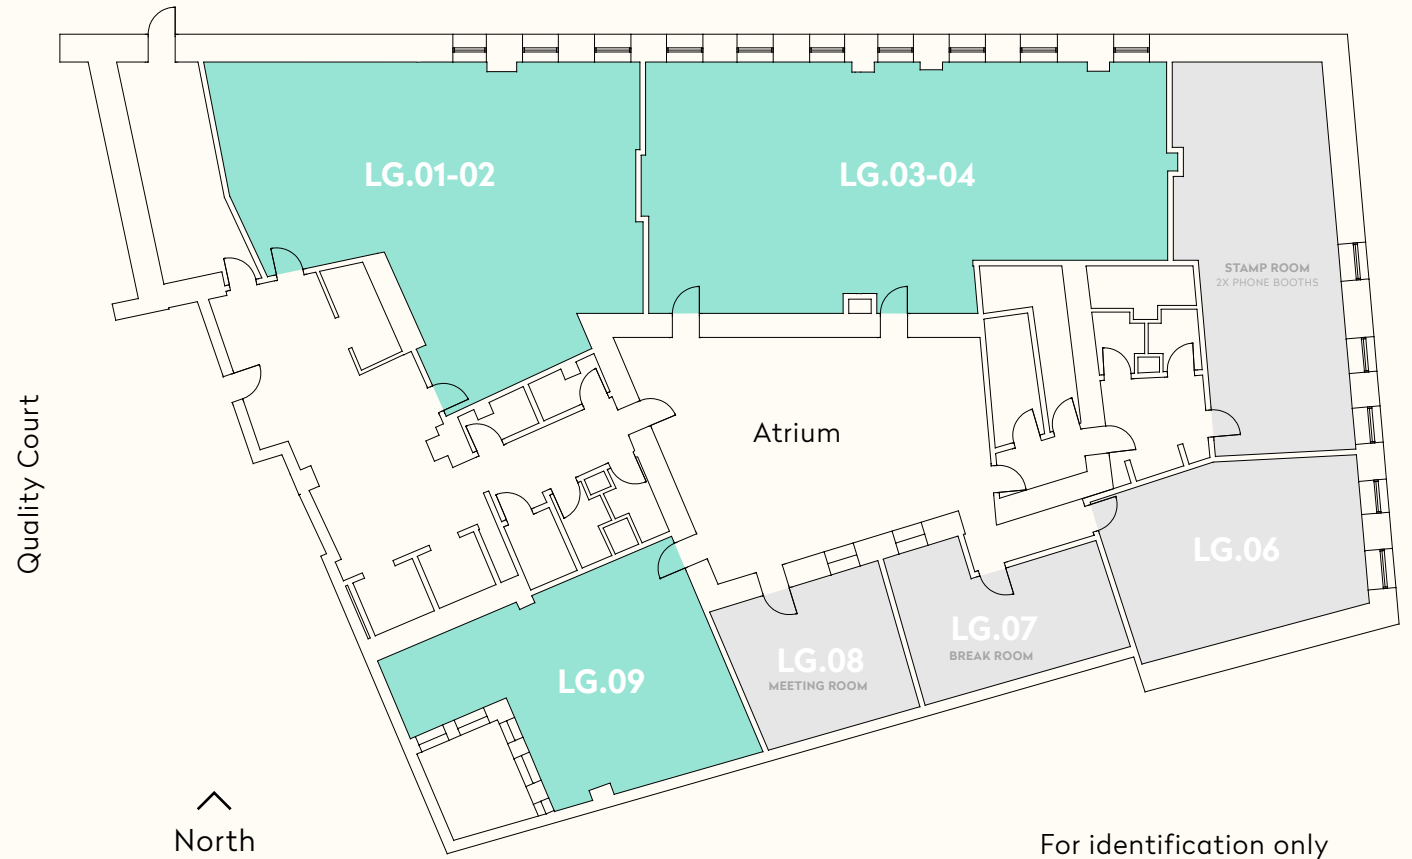 LG.01-02
LG.03-04
STAMP ROOM
2X PHONE BOOTHS
Quality Court
Atrium
LG.06
LG.07
BREAK ROOM
LG.08
MEETING ROOM
LG.09
North
For identification only